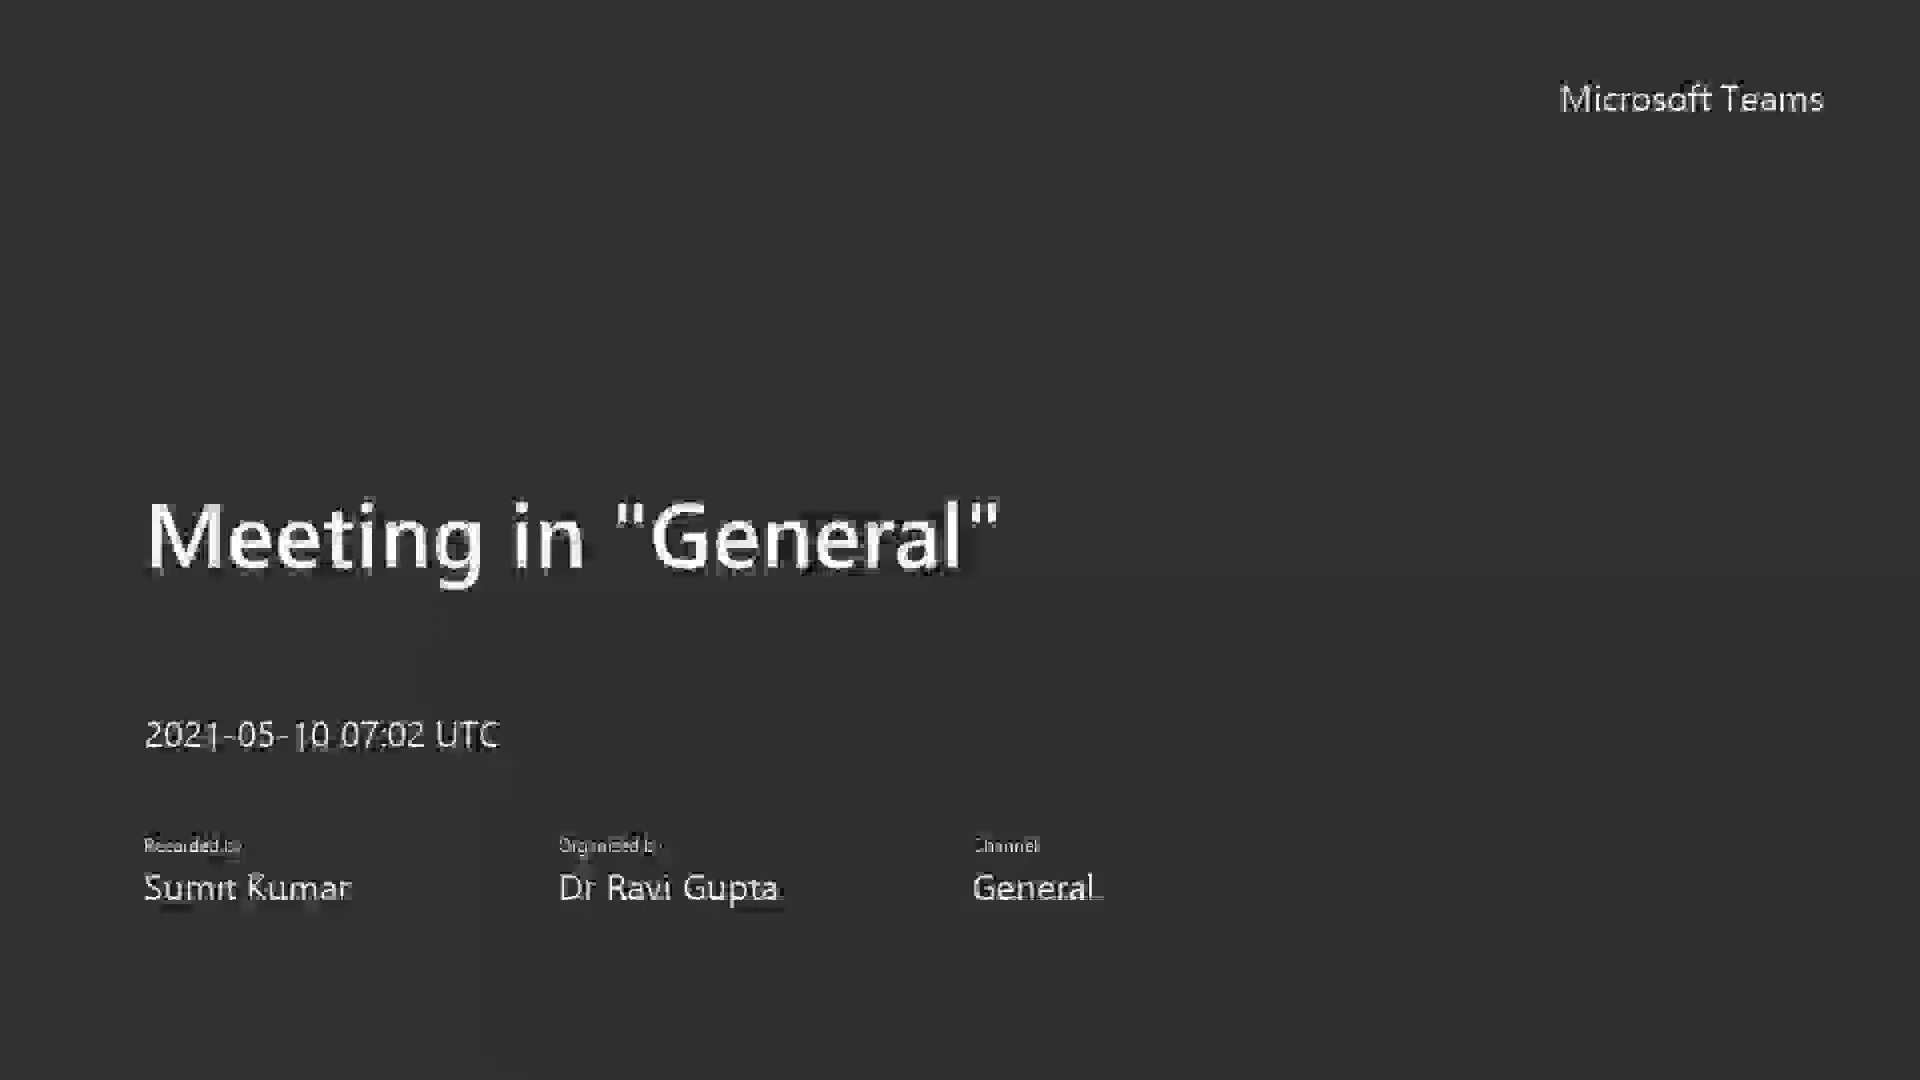 Microsoft Teams
Meeting in "General"
2021-05-10 07:02 UTC
Recorded by
Organized by
Channel
Sumit Kumar
Dr Ravi Gupta
General